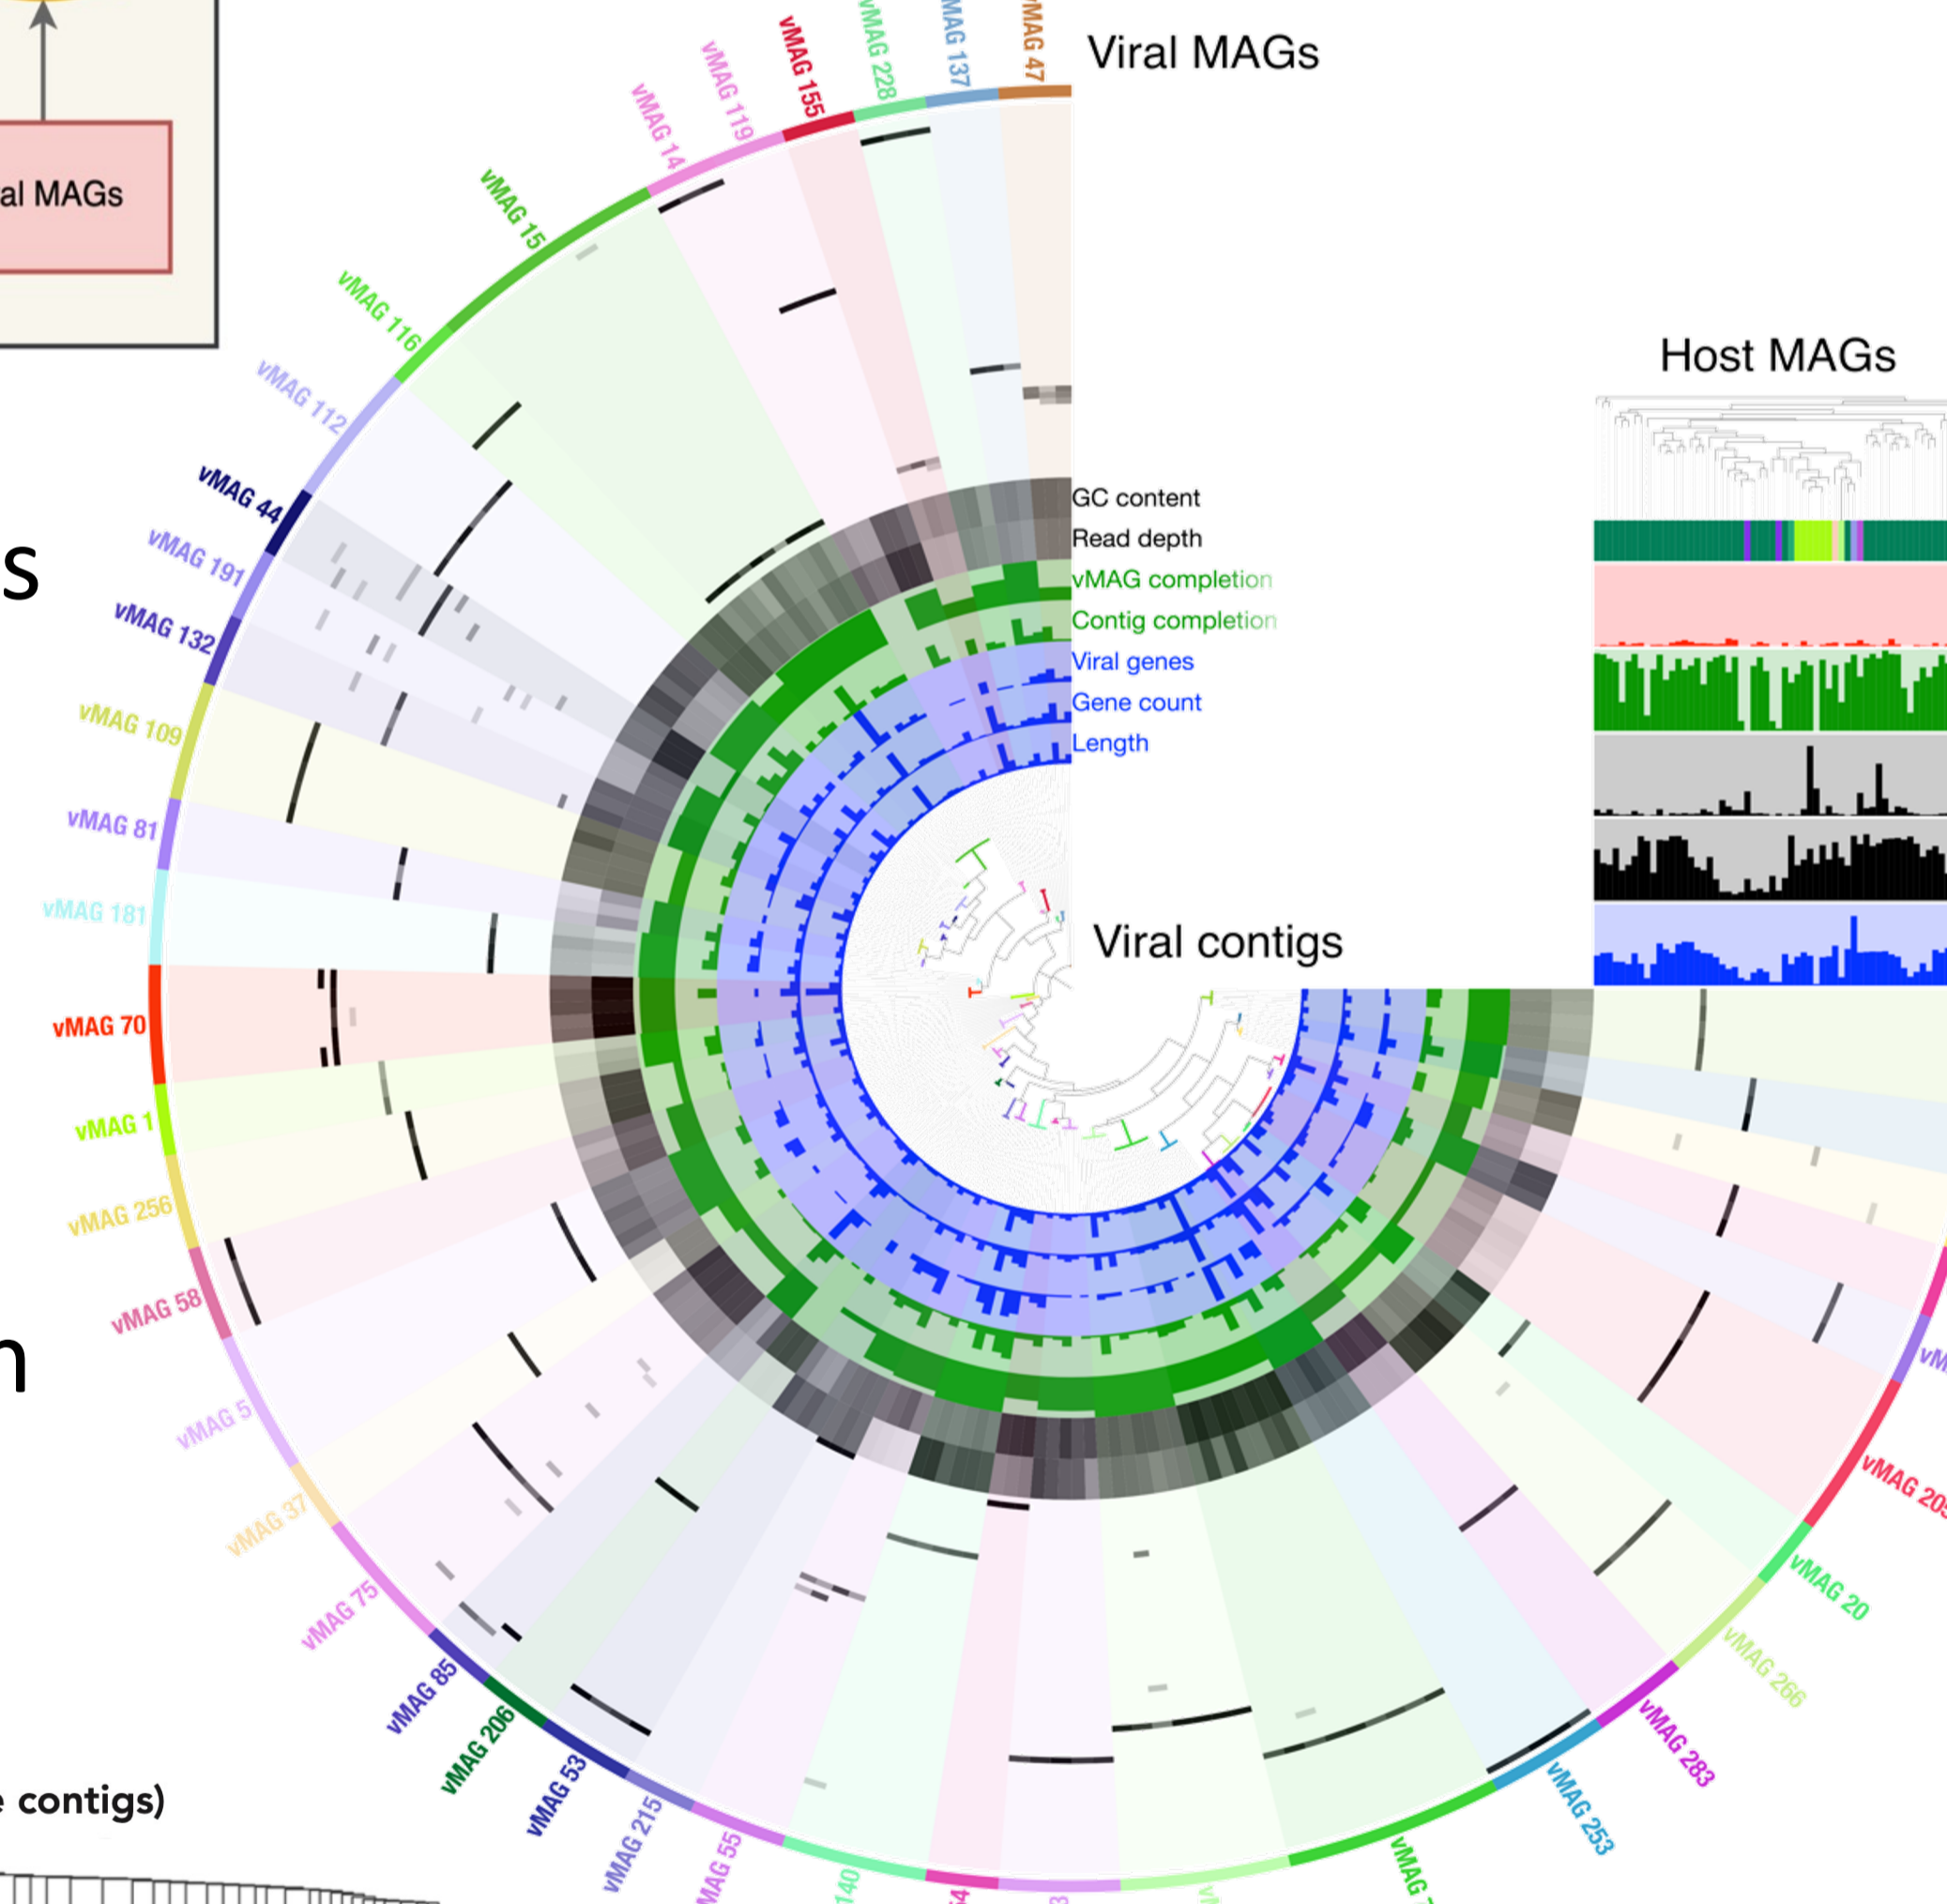 al MAGs
s
n
e contigs)
Viral MAGs
vMAG 47
MAG 137
vMAG 228
vMAG 155
vMAG 119
vMAG 14
vMAG 15
vMAG 116
vMAG 112
vMAG 44
vMAG 191
vMAG 132
vMAG 109
vMAG 81
vMAG 181
vMAG 70
vMAG 1
vMAG 256
vMAG 58
vMAG 5
vMAG 37
vMAG 75
vMAG 85
vMAG 206
vMAG 53
vMAG 215
MAG 55
140
vMAG
vMAG 253
vMAG 283
vMAG 266
vMAG 20
vMAG 205
GC content
Read depth
vMAG completion
Contig completion
Viral genes
Gene count
Length
Viral contigs
Host MAGs